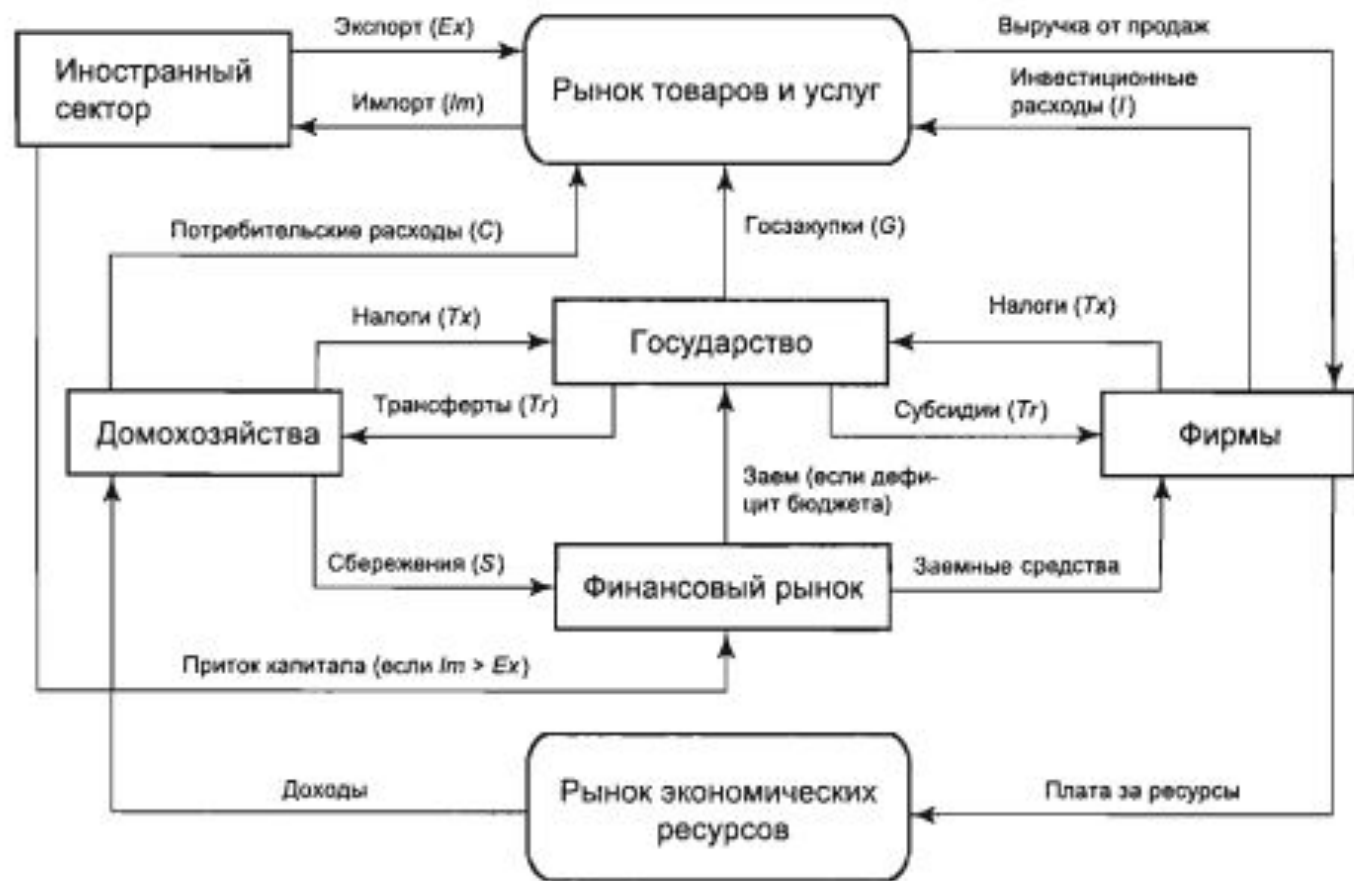 Экспорт (Ex)
Выручка от продаж
Иностранный
сектор
Рынок товаров и услуг
Инвестиционные
расходы (I)
Импорт (Im)
Потребительские расходы (C)
Госзакупки (G)
Налоги (Tx)
Государство
Налоги (Tx)
Домохозяйства
Трансферты (Tr)
Субсидии (Tr)
Фирмы
Заем (если дефи-
цит бюджета)
Сбережения (S)
Финансовый рынок
Заемные средства
Приток капитала (если Im > Ex)
Доходы
Рынок экономических
ресурсов
Плата за ресурсы